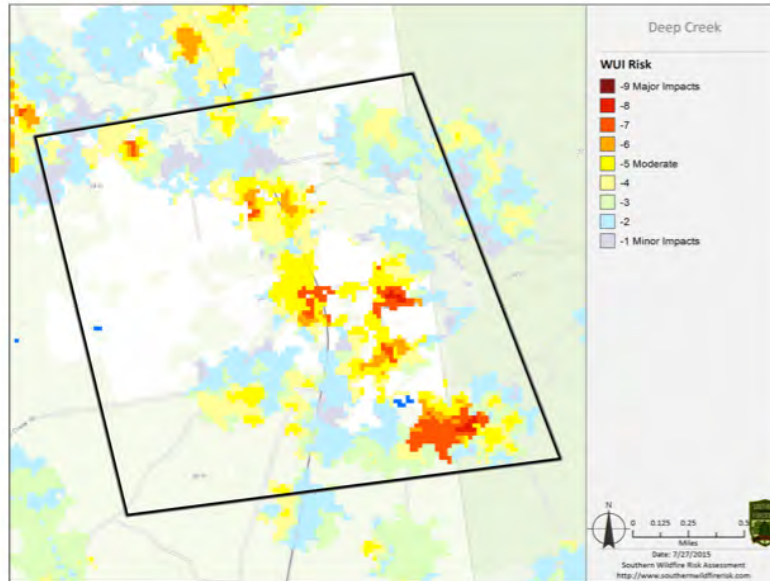 Deep Creek
WUI Risk
-9 Major Impacts
-8
-7
-6
-5 Moderate
-4
-3
-2
-1 Minor Impacts
N
0 0.125 0.25
Miles
Date: 7/27/2015
Southern Wildfire Risk Assessment
http://www.southernwildfirerisk.com